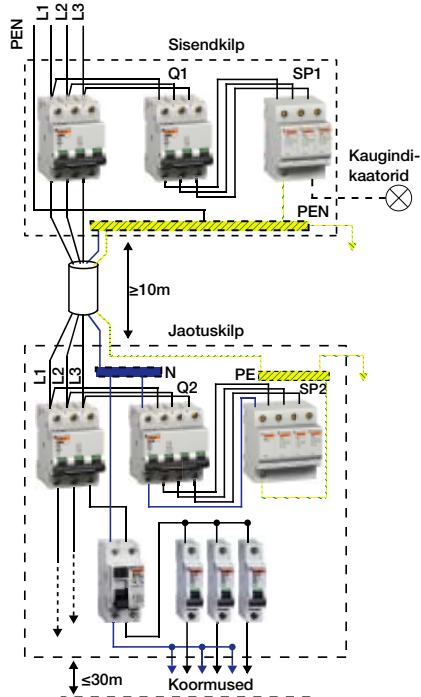 PEN
L1
L2
L3
Sisendkilp
Q1
SP1
Kaugindi-
kaatorid
PEN
≥10m
Jaotuskilp
L1
L2
L3
N
Q2
PE
SP2
Koormused
≤30m